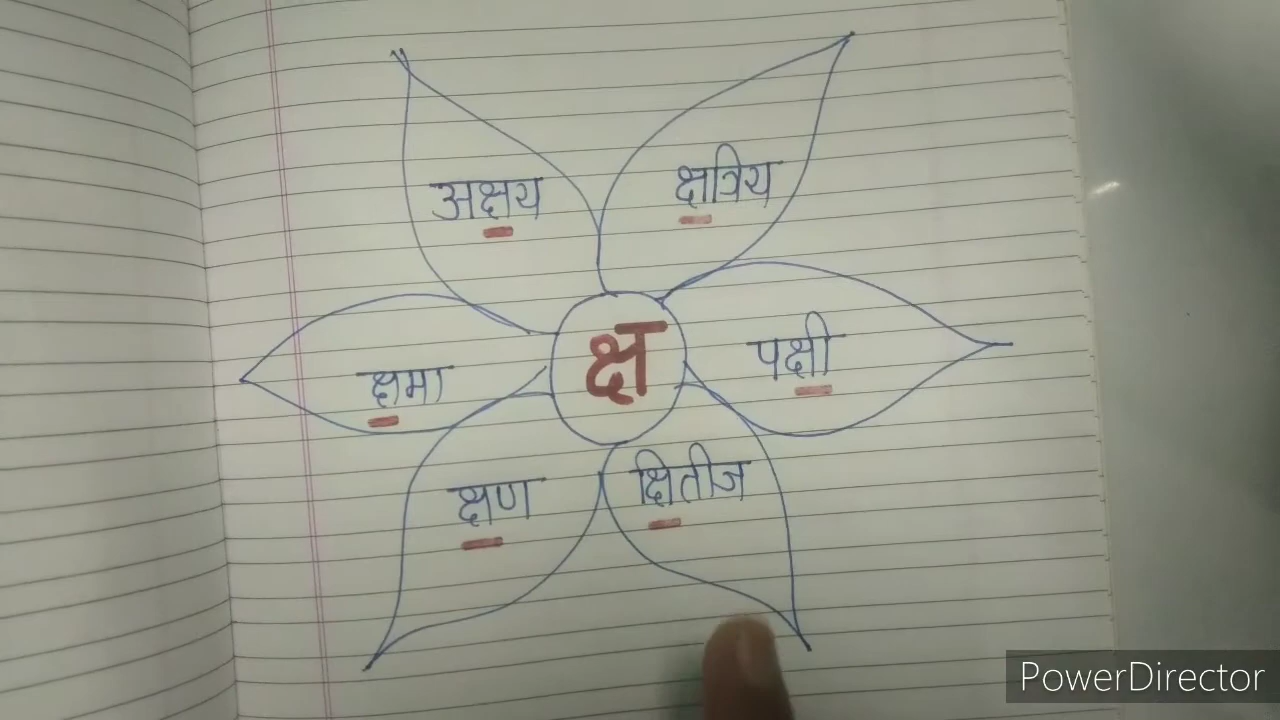 अक्षय
क्षत्रिय
क्षमा
क्ष
पक्षी
क्षण
क्षितीज
PowerDirector